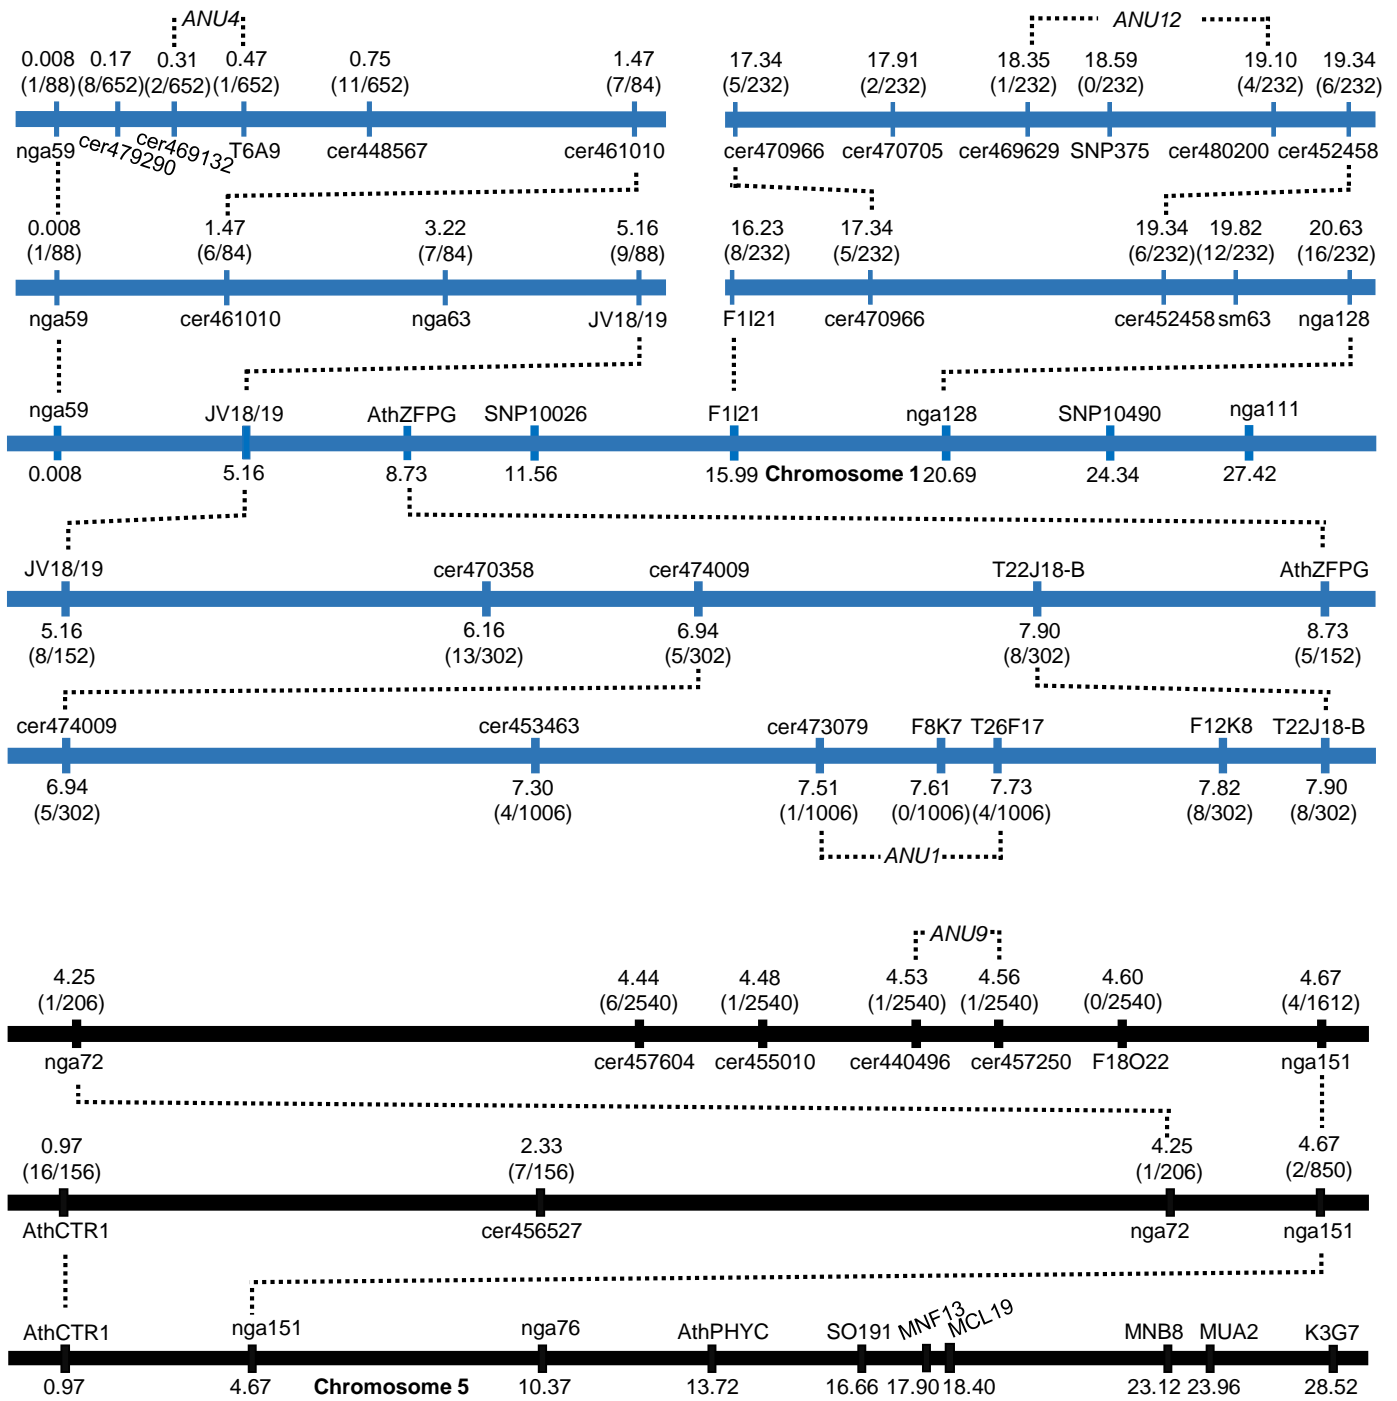 ANU4 ANU12
0.008 0.17 0.31 0.47 0.75 1.47 17.34 17.91 18.35 18.59 19.10 19.34
(1/88) (8/652) (2/652) (1/652) (11/652) (7/84) (5/232) (2/232) (1/232) (0/232) (4/232) (6/232)
nga59 cer479290 cer469132 T6A9 cer448567 cer461010 cer470966 cer470705 cer469629 SNP375 cer480200 cer452458
0.008 1.47 3.22 5.16 16.23 17.34 19.34 19.82 20.63
(1/88) (6/84) (7/84) (9/88) (8/232) (5/232) (6/232) (12/232) (16/232)
nga59 cer461010 nga63 JV18/19 F1I21 cer470966 cer452458 sm63 nga128
nga59 JV18/19 AthZFPG SNP10026 F1I21 nga128 SNP10490 nga111
0.008 5.16 8.73 11.56 15.99 Chromosome 1 20.69 24.34 27.42
JV18/19 cer470358 cer474009 T22J18-B AthZFPG
5.16 6.16 6.94 7.90 8.73
(8/152) (13/302) (5/302) (8/302) (5/152)
cer474009 cer453463 cer473079 F8K7 T26F17 F12K8 T22J18-B
6.94 7.30 7.51 7.61 7.73 7.82 7.90
(5/302) (4/1006) (1/1006) (0/1006) (4/1006) (8/302) (8/302)
ANU1
ANU9
4.25 4.44 4.48 4.53 4.56 4.60 4.67
(1/206) (6/2540) (1/2540) (1/2540) (1/2540) (0/2540) (4/1612)
nga72 cer457604 cer455010 cer440496 cer457250 F18O22 nga151
0.97 2.33 4.25 4.67
(16/156) (7/156) (1/206) (2/850)
AthCTR1 cer456527 nga72 nga151
AthCTR1 nga151 nga76 AthPHYC SO191 MNF13 MCL19 MNB8 MUA2 K3G7
0.97 4.67 Chromosome 5 10.37 13.72 16.66 17.90 18.40 23.12 23.96 28.52